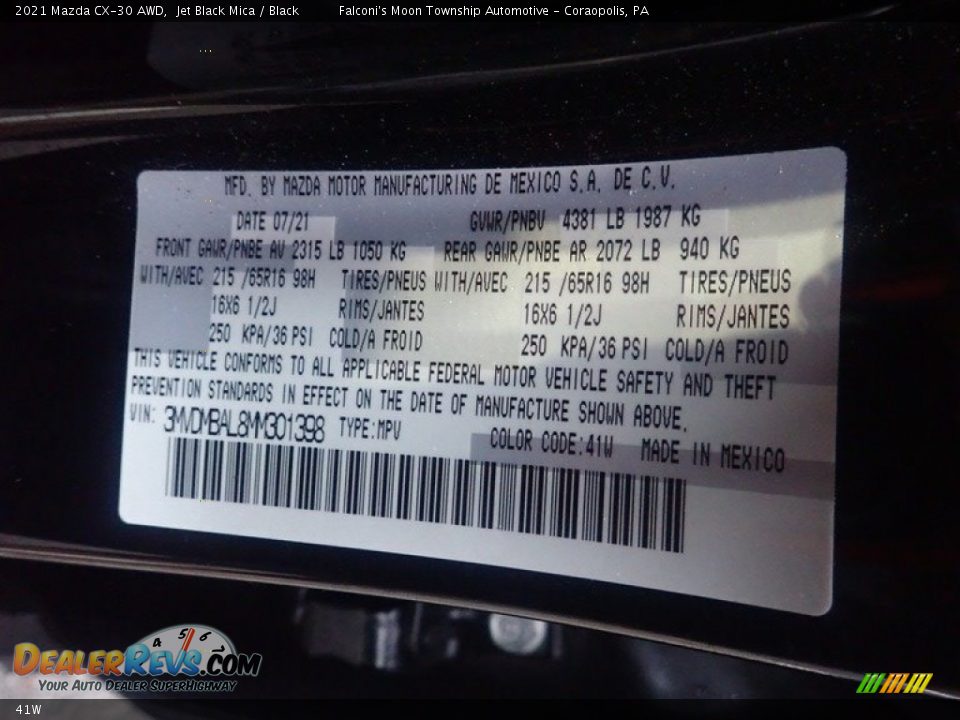 2021 Mazda CX-30 AWD, Jet Black Mica / Black Falconi's Moon Township Automotive - Coraopolis, PA
MFD. BY MAZDA MOTOR MANUFACTURING DE MEXICO S.A. DE C.V.
DATE 07/21 GVWR/PNBV 4381 LB 1987 KG
FRONT GAWR/PNBE AV 2315 LB 1050 KG REAR GAWR/PNBE AR 2072 LB 940 KG
WITH/AVEC 215 /65R16 98H TIRES/PNEUS WITH/AVEC 215 /65R16 98H TIRES/PNEUS
16X6 1/2J RIMS/JANTES 16X6 1/2J RIMS/JANTES
250 KPA/36 PSI COLD/A FROID 250 KPA/36 PSI COLD/A FROID
THIS VEHICLE CONFORMS TO ALL APPLICABLE FEDERAL MOTOR VEHICLE SAFETY AND THEFT
PREVENTION STANDARDS IN EFFECT ON THE DATE OF MANUFACTURE SHOWN ABOVE.
VIN: 3MVDMBAL8MM301398 TYPE:MPV COLOR CODE:41W MADE IN MEXICO
4 5 6
DEALERREVS.COM
YOUR AUTO DEALER SUPERHIGHWAY
41W